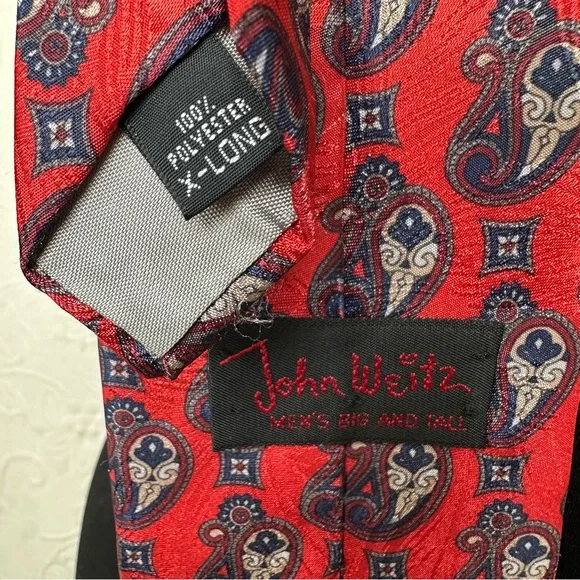 100%
POLYESTER
X-LONG
John Weitz
MEN'S BIG AND TALL